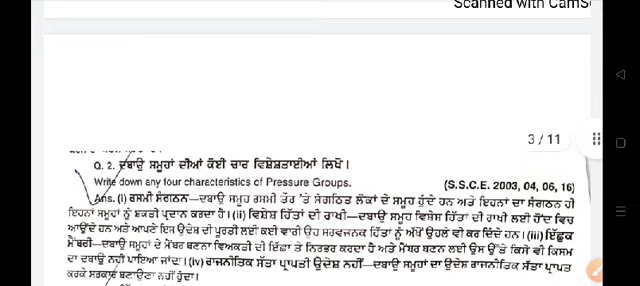 Scanned with CamS
3/11
Q. 2. ਦਬਾਉ ਸਮੂਹਾਂ ਦੀਆਂ ਕੋਈ ਚਾਰ ਵਿਸ਼ੇਸ਼ਤਾਈਆਂ ਲਿਖੋ।
Write down any four characteristics of Pressure Groups. (S.S.C. 2003, 04, 06, 16)
Ans. (i) ਰਸਮੀ ਸੰਗਠਨ–ਦਬਾਉ ਸਮੂਹ ਰਸਮੀ ਤੌਰ 'ਤੇ ਸੰਗਠਿਤ ਲੋਕਾਂ ਦੇ ਸਮੂਹ ਹੁੰਦੇ ਹਨ ਅਤੇ ਇਹਨਾਂ ਦਾ ਸੰਗਠਨ ਹੀ
ਇਹਨਾਂ ਸਮੂਹਾਂ ਨੂੰ ਸ਼ਕਤੀ ਪ੍ਰਦਾਨ ਕਰਦਾ ਹੈ। (ii) ਵਿਸ਼ੇਸ਼ ਹਿੱਤਾਂ ਦੀ ਰਾਖੀ–ਦਬਾਉ ਸਮੂਹ ਵਿਸ਼ੇਸ਼ ਹਿੱਤਾਂ ਦੀ ਰਾਖੀ ਲਈ ਹੋਂਦ ਵਿਚ
ਆਉਂਦੇ ਹਨ ਅਤੇ ਆਪਣੇ ਇਸ ਉਦੇਸ਼ ਦੀ ਪੂਰਤੀ ਲਈ ਕਈ ਵਾਰੀ ਉਹ ਸਰਵਜਨਕ ਹਿੱਤਾਂ ਨੂੰ ਅੱਖੋਂ ਉਹਲੇ ਵੀ ਕਰ ਦਿੰਦੇ ਹਨ। (iii) ਇੱਛੁਕ
ਮੈਂਬਰੀ–ਦਬਾਉ ਸਮੂਹਾਂ ਦੇ ਮੈਂਬਰ ਬਣਨਾ ਵਿਅਕਤੀ ਦੀ ਇੱਛਾ ਤੇ ਨਿਰਭਰ ਕਰਦਾ ਹੈ ਅਤੇ ਮੈਂਬਰ ਬਣਨ ਲਈ ਉਸ ਉੱਤੇ ਕਿਸੇ ਵੀ ਕਿਸਮ
ਦਾ ਦਬਾਉ ਨਹੀਂ ਪਾਇਆ ਜਾਂਦਾ। (iv) ਰਾਜਨੀਤਿਕ ਸੱਤਾ ਪ੍ਰਾਪਤੀ ਉਦੇਸ਼ ਨਹੀਂ–ਦਬਾਉ ਸਮੂਹਾਂ ਦਾ ਉਦੇਸ਼ ਰਾਜਨੀਤਿਕ ਸੱਤਾ ਪ੍ਰਾਪਤ
ਕਰਕੇ ਸਰਕਾਰ ਬਣਾਉਣਾ ਨਹੀਂ ਹੁੰਦਾ।